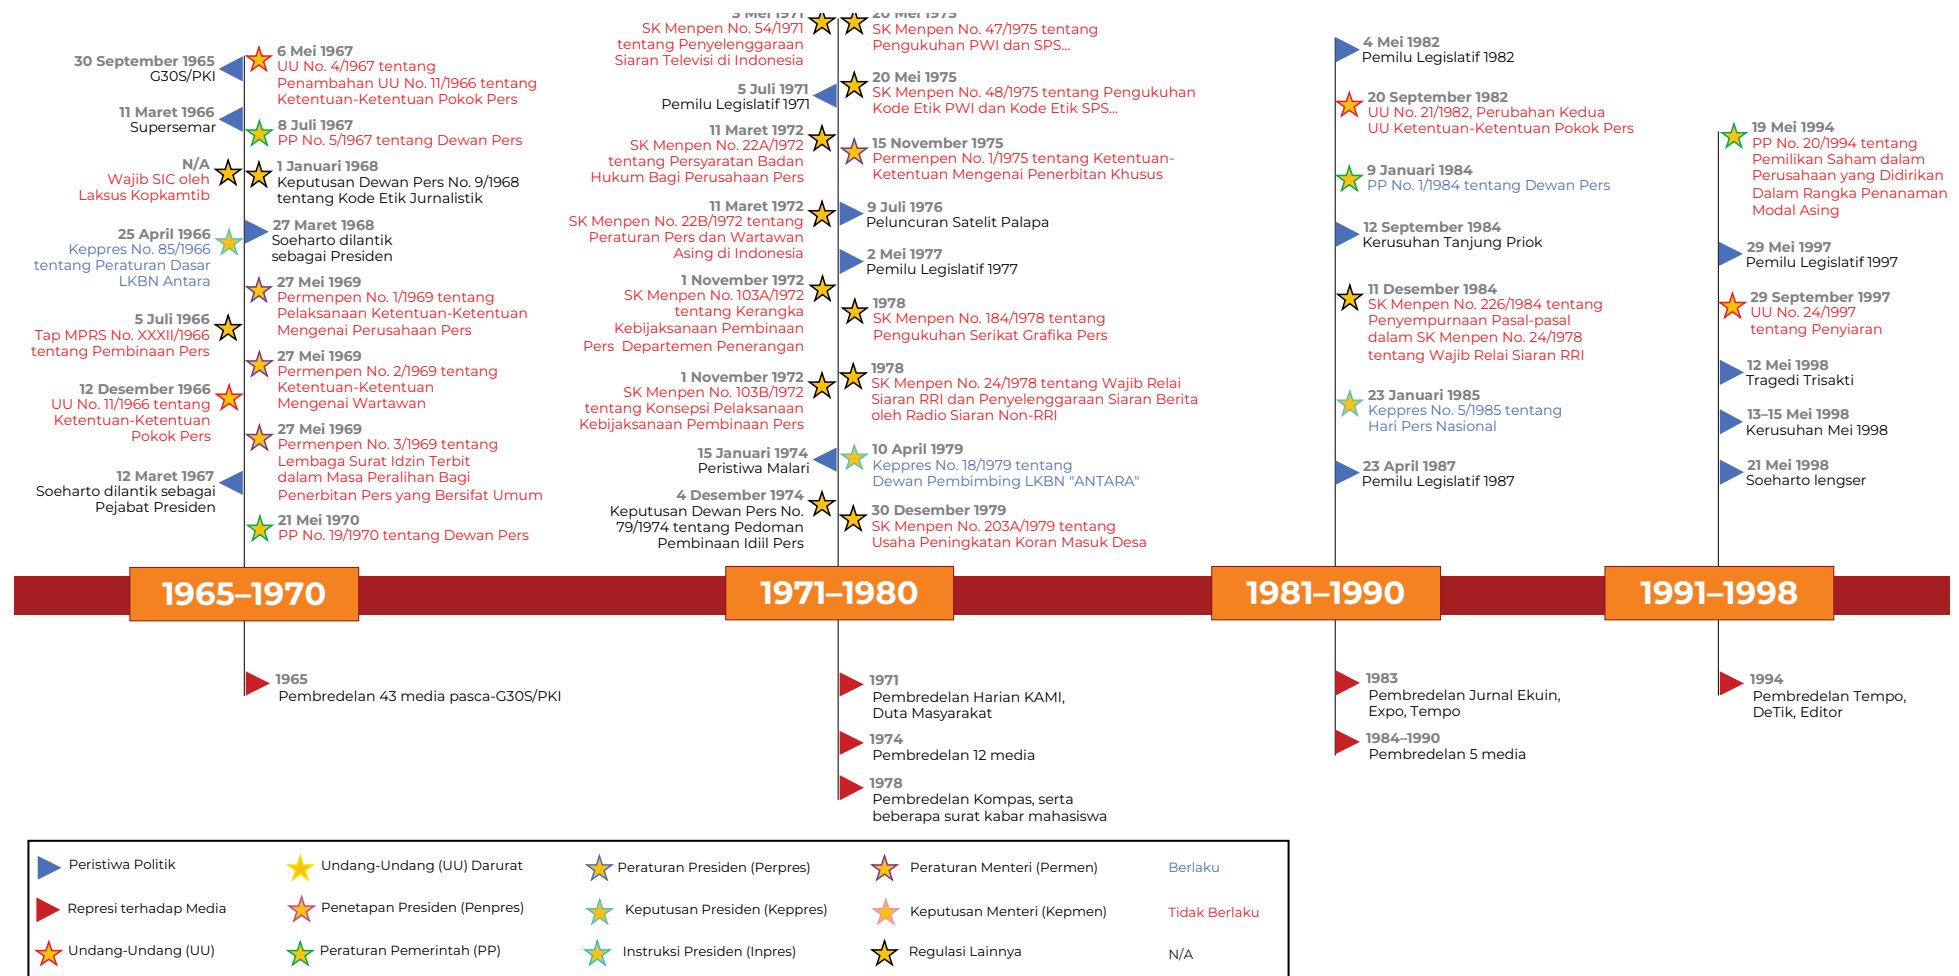 30 September 1965
G30S/PKI
11 Maret 1966
Supersemar
N/A
Wajib SIC oleh
Laksus Kopkamtib
25 April 1966
Keppres No. 85/1966
tentang Peraturan Dasar
LKBN Antara
5 Juli 1966
Tap MPRS No. XXXII/1966
tentang Pembinaan Pers
12 Desember 1966
UU No. 11/1966 tentang
Ketentuan-Ketentuan
Pokok Pers
12 Maret 1967
Soeharto dilantik sebagai
Pejabat Presiden
6 Mei 1967
UU No. 4/1967 tentang
Penambahan UU No. 11/1966 tentang
Ketentuan-Ketentuan Pokok Pers
8 Juli 1967
PP No. 5/1967 tentang Dewan Pers
1 Januari 1968
Keputusan Dewan Pers No. 9/1968
tentang Kode Etik Jurnalistik
27 Maret 1968
Soeharto dilantik
sebagai Presiden
27 Mei 1969
Permenpen No. 1/1969 tentang
Pelaksanaan Ketentuan-Ketentuan
Mengenai Perusahaan Pers
27 Mei 1969
Permenpen No. 2/1969 tentang
Ketentuan-Ketentuan
Mengenai Wartawan
27 Mei 1969
Permenpen No. 3/1969 tentang
Lembaga Surat Idzin Terbit
dalam Masa Peralihan Bagi
Penerbitan Pers yang Bersifat Umum
21 Mei 1970
PP No. 19/1970 tentang Dewan Pers
3 Mei 1971
SK Menpen No. 54/1971
tentang Penyelenggaraan
Siaran Televisi di Indonesia
5 Juli 1971
Pemilu Legislatif 1971
11 Maret 1972
SK Menpen No. 22A/1972
tentang Persyaratan Badan
Hukum Bagi Perusahaan Pers
11 Maret 1972
SK Menpen No. 22B/1972 tentang
Peraturan Pers dan Wartawan
Asing di Indonesia
1 November 1972
SK Menpen No. 103A/1972
tentang Kerangka
Kebijaksanaan Pembinaan
Pers Departemen Penerangan
1 November 1972
SK Menpen No. 103B/1972
tentang Konsepsi Pelaksanaan
Kebijaksanaan Pembinaan Pers
15 Januari 1974
Peristiwa Malari
4 Desember 1974
Keputusan Dewan Pers No.
79/1974 tentang Pedoman
Pembinaan Idiil Pers
20 Mei 1975
SK Menpen No. 47/1975 tentang
Pengukuhan PWI dan SPS...
20 Mei 1975
SK Menpen No. 48/1975 tentang Pengukuhan
Kode Etik PWI dan Kode Etik SPS...
15 November 1975
Permenpen No. 1/1975 tentang Ketentuan-
Ketentuan Mengenai Penerbitan Khusus
9 Juli 1976
Peluncuran Satelit Palapa
2 Mei 1977
Pemilu Legislatif 1977
1978
SK Menpen No. 184/1978 tentang
Pengukuhan Serikat Grafika Pers
1978
SK Menpen No. 24/1978 tentang Wajib Relai
Siaran RRI dan Penyelenggaraan Siaran Berita
oleh Radio Siaran Non-RRI
10 April 1979
Keppres No. 18/1979 tentang
Dewan Pembimbing LKBN "ANTARA"
30 Desember 1979
SK Menpen No. 203A/1979 tentang
Usaha Peningkatan Koran Masuk Desa
4 Mei 1982
Pemilu Legislatif 1982
20 September 1982
UU No. 21/1982, Perubahan Kedua
UU Ketentuan-Ketentuan Pokok Pers
9 Januari 1984
PP No. 1/1984 tentang Dewan Pers
12 September 1984
Kerusuhan Tanjung Priok
11 Desember 1984
SK Menpen No. 226/1984 tentang
Penyempurnaan Pasal-pasal
dalam SK Menpen No. 24/1978
tentang Wajib Relai Siaran RRI
23 Januari 1985
Keppres No. 5/1985 tentang
Hari Pers Nasional
23 April 1987
Pemilu Legislatif 1987
19 Mei 1994
PP No. 20/1994 tentang
Pemilikan Saham dalam
Perusahaan yang Didirikan
Dalam Rangka Penanaman
Modal Asing
29 Mei 1997
Pemilu Legislatif 1997
29 September 1997
UU No. 24/1997
tentang Penyiaran
12 Mei 1998
Tragedi Trisakti
13–15 Mei 1998
Kerusuhan Mei 1998
21 Mei 1998
Soeharto lengser
1965–1970
1971–1980
1981–1990
1991–1998
1965
Pembredelan 43 media pasca-G30S/PKI
1971
Pembredelan Harian KAMI,
Duta Masyarakat
1974
Pembredelan 12 media
1978
Pembredelan Kompas, serta
beberapa surat kabar mahasiswa
1983
Pembredelan Jurnal Ekuin,
Expo, Tempo
1984–1990
Pembredelan 5 media
1994
Pembredelan Tempo,
DeTik, Editor
Peristiwa Politik
Represi terhadap Media
Undang-Undang (UU)
Undang-Undang (UU) Darurat
Penetapan Presiden (Penpres)
Peraturan Pemerintah (PP)
Peraturan Presiden (Perpres)
Keputusan Presiden (Keppres)
Instruksi Presiden (Inpres)
Peraturan Menteri (Permen)
Keputusan Menteri (Kepmen)
Regulasi Lainnya
Berlaku
Tidak Berlaku
N/A